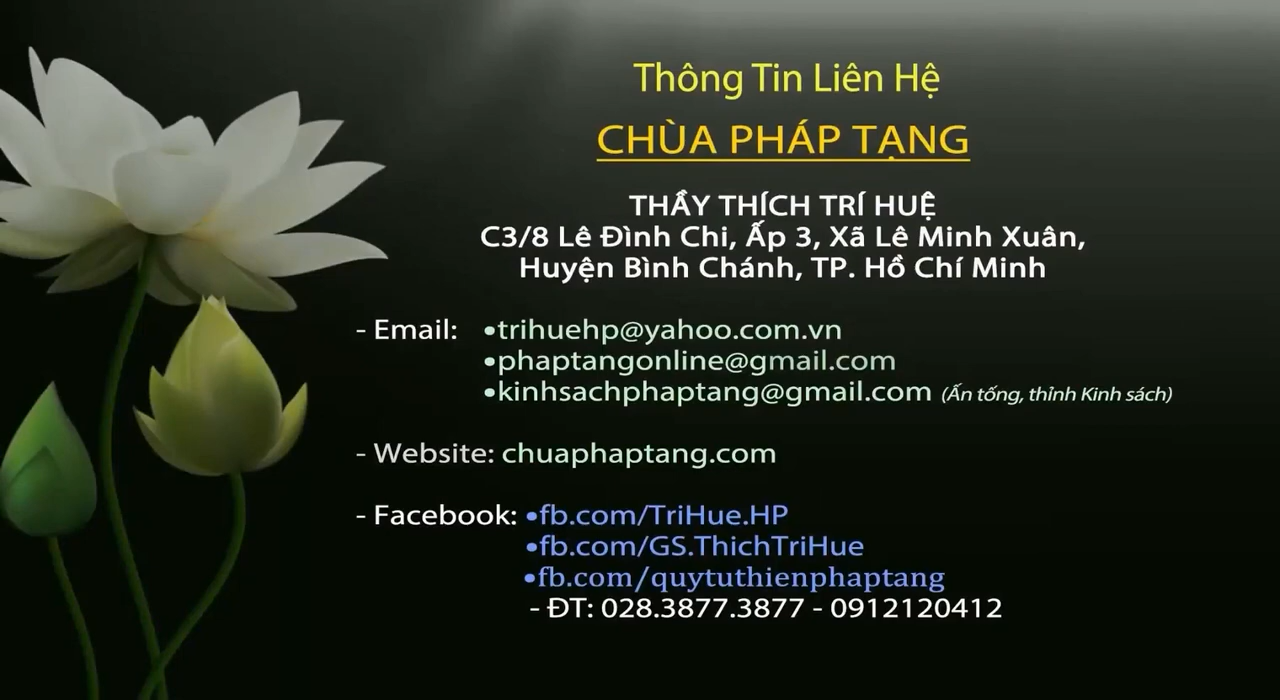 Thông Tin Liên Hệ
CHÙA PHÁP TẠNG
THẦY THÍCH TRÍ HUỆ
C3/8 Lê Đình Chi, Ấp 3, Xã Lê Minh Xuân,
Huyện Bình Chánh, TP. Hồ Chí Minh
- Email: •trihuehp@yahoo.com.vn
•phaptangonline@gmail.com
•kinhsachphaptang@gmail.com (Ấn tống, thỉnh Kinh sách)
- Website: chuaphaptang.com
- Facebook: •fb.com/TriHue.HP
•fb.com/GS.ThichTriHue
•fb.com/quytuthienphaptang
- ĐT: 028.3877.3877 - 0912120412